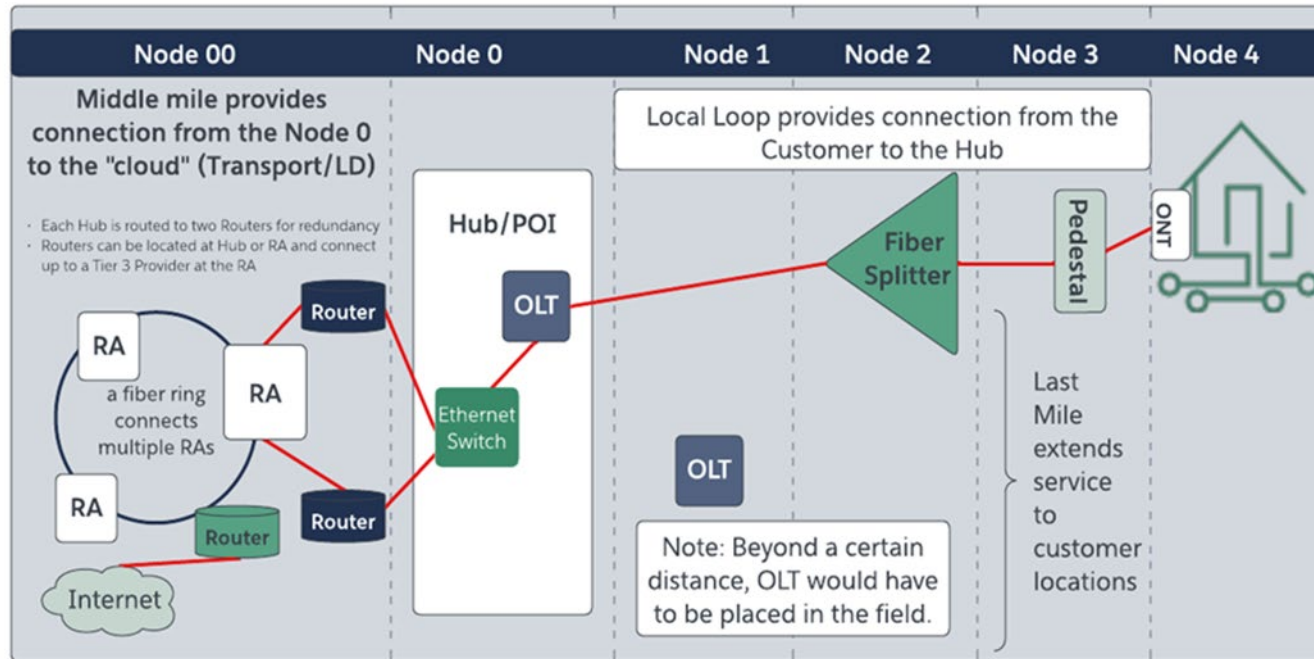 Node 00
Node 0
Node 1
Node 2
Node 3
Node 4
Middle mile provides
connection from the Node 0
to the "cloud" (Transport/LD)
· Each Hub is routed to two Routers for redundancy
· Routers can be located at Hub or RA and connect
up to a Tier 3 Provider at the RA
RA
RA
RA
a fiber ring
connects
multiple RAs
Router
Router
Router
Internet
Hub/POI
OLT
Ethernet
Switch
Local Loop provides connection from the
Customer to the Hub
Fiber
Splitter
Pedestal
ONT
OLT
Note: Beyond a certain
distance, OLT would have
to be placed in the field.
Last
Mile
extends
service
to
customer
locations